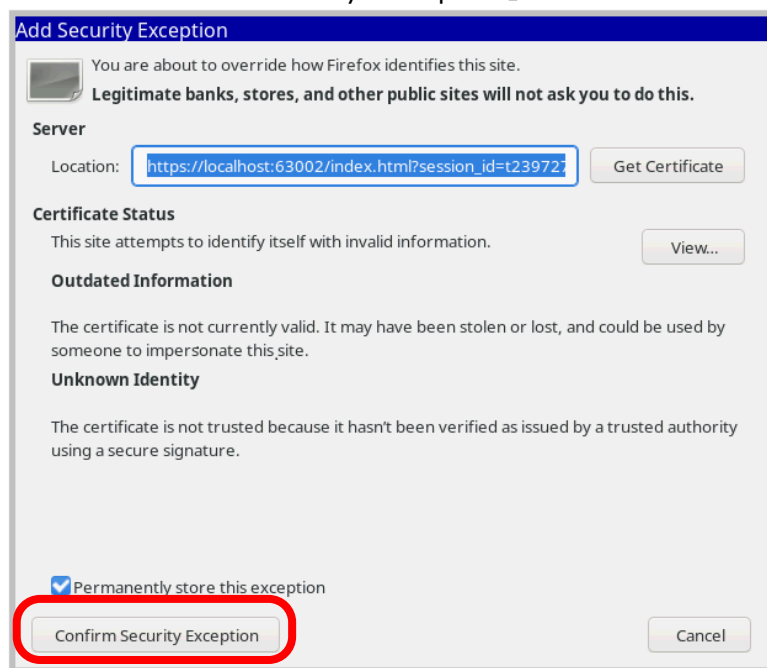 Add Security Exception
You are about to override how Firefox identifies this site.
Legitimate banks, stores, and other public sites will not ask you to do this.
Server
Location: https://localhost:63002/index.html?session_id=t239727 Get Certificate
Certificate Status
This site attempts to identify itself with invalid information. View...
Outdated Information
The certificate is not currently valid. It may have been stolen or lost, and could be used by
someone to impersonate this site.
Unknown Identity
The certificate is not trusted because it hasn't been verified as issued by a trusted authority
using a secure signature.
Permanently store this exception
Confirm Security Exception Cancel